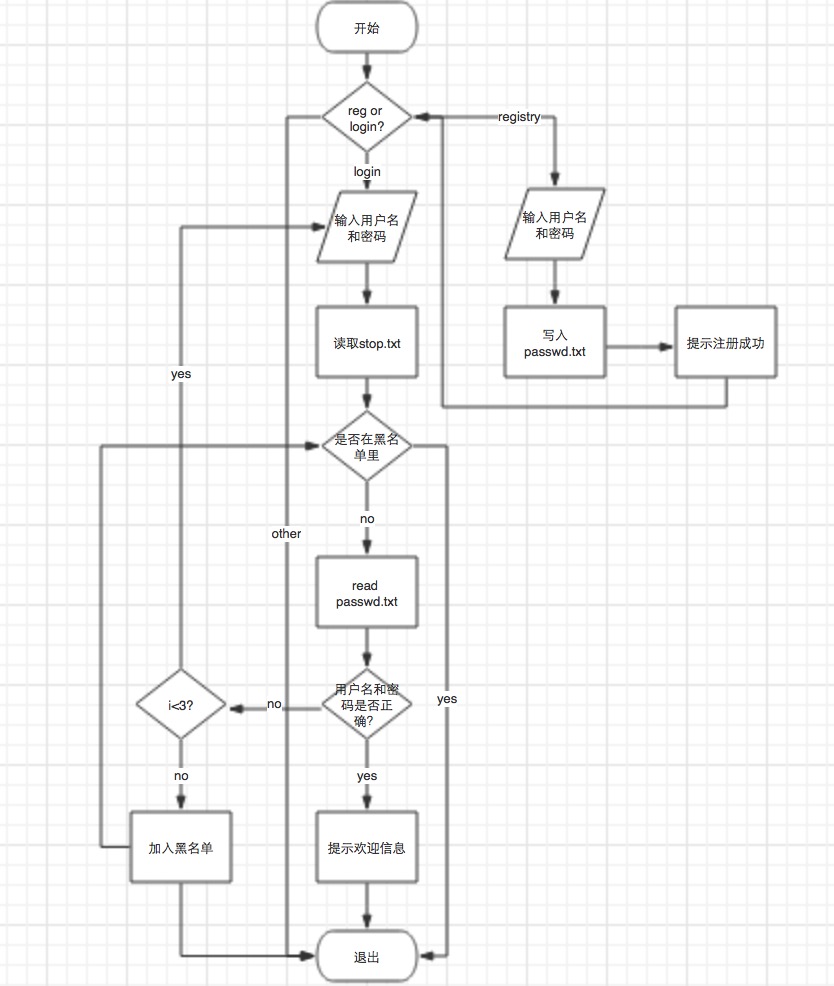 开始
reg or
login?
registry
login
输入用户名
和密码
输入用户名
和密码
读取stop.txt
写入
passwd.txt
提示注册成功
yes
是否在黑名
单里
no
other
read
passwd.txt
用户名和密
码是否正
确?
i<3?
no
yes
no
yes
加入黑名单
提示欢迎信息
退出